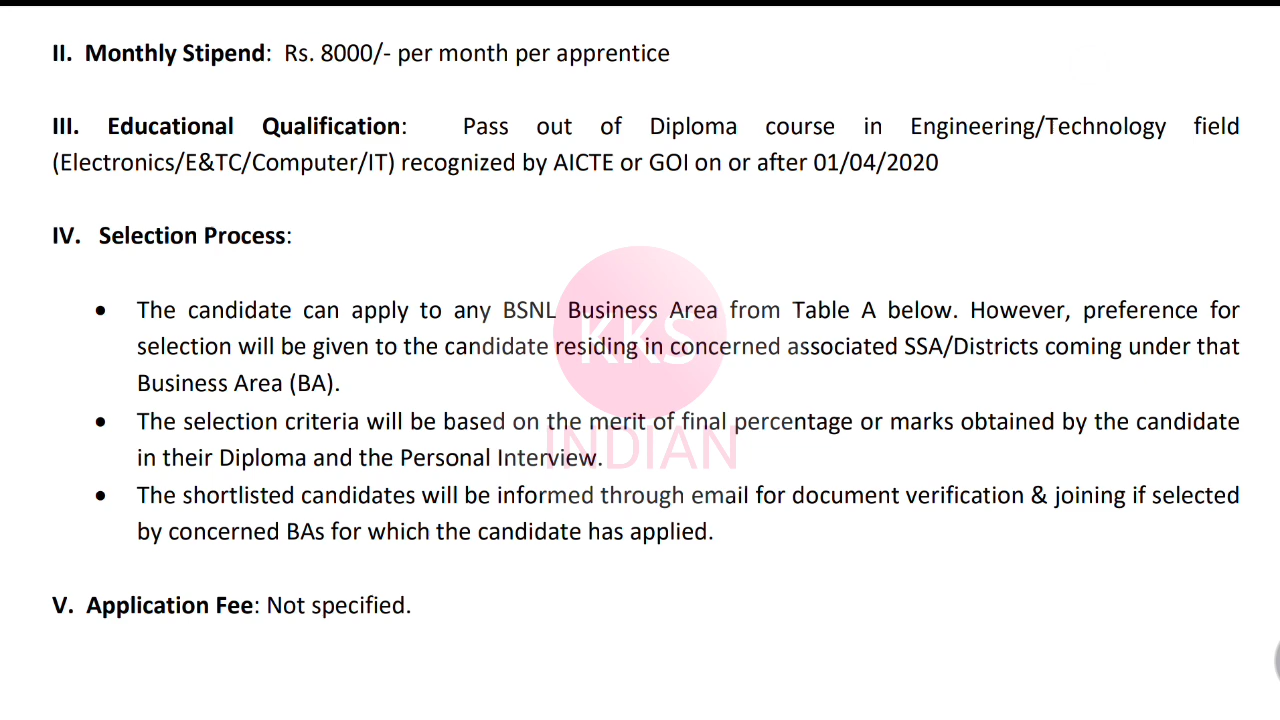 II. Monthly Stipend: Rs. 8000/- per month per apprentice
III. Educational Qualification: Pass out of Diploma course in Engineering/Technology field
(Electronics/E&TC/Computer/IT) recognized by AICTE or GOI on or after 01/04/2020
IV. Selection Process:
• The candidate can apply to any BSNL Business Area from Table A below. However, preference for
selection will be given to the candidate residing in concerned associated SSA/Districts coming under that
Business Area (BA).
• The selection criteria will be based on the merit of final percentage or marks obtained by the candidate
in their Diploma and the Personal Interview.
• The shortlisted candidates will be informed through email for document verification & joining if selected
by concerned BAs for which the candidate has applied.
V. Application Fee: Not specified.
KKS
INDIAN